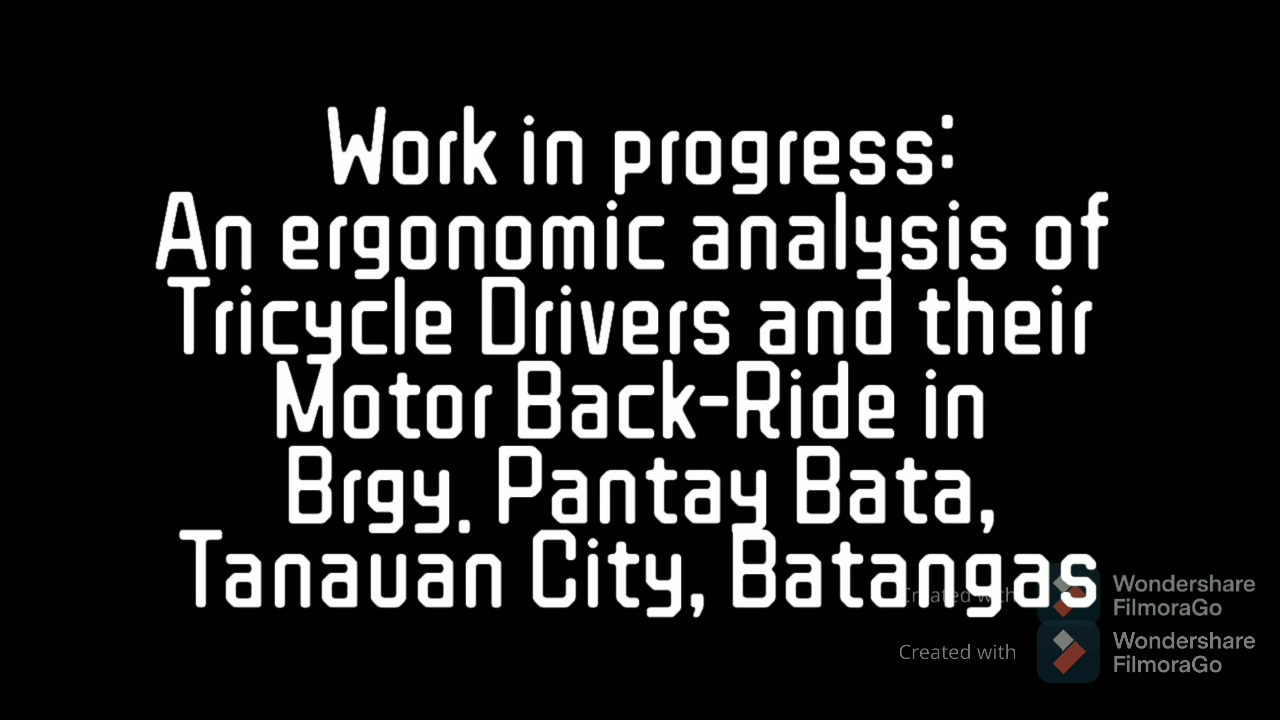 Work in progress:
An ergonomic analysis of
Tricycle Drivers and their
Motor Back-Ride in
Brgy. Pantay Bata,
Tanauan City, Batangas
Created with
Wondershare
FilmoraGo
Created with
Wondershare
FilmoraGo